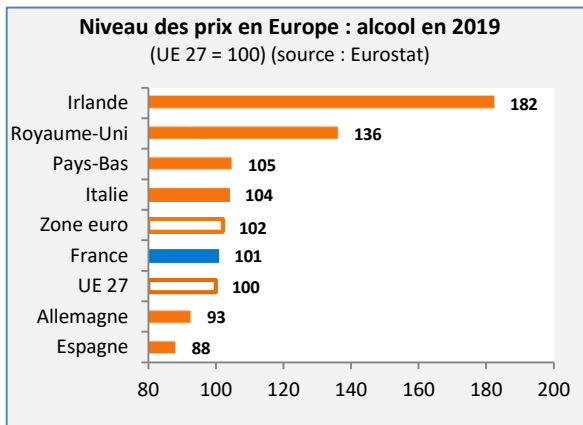 Niveau des prix en Europe : alcool en 2019
(UE 27 = 100) (source : Eurostat)
Irlande 182
Royaume-Uni 136
Pays-Bas 105
Italie 104
Zone euro 102
France 101
UE 27 100
Allemagne 93
Espagne 88
80 100 120 140 160 180 200